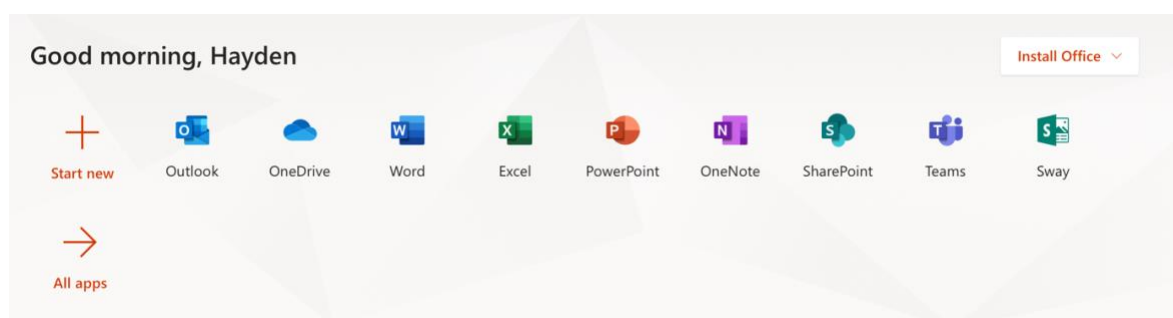 Good morning, Hayden
Install Office
Start new
Outlook
OneDrive
Word
Excel
PowerPoint
OneNote
SharePoint
Teams
Sway
All apps